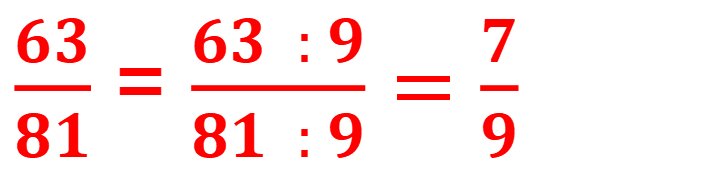 63/81 = 63 :9/81 :9 = 7/9